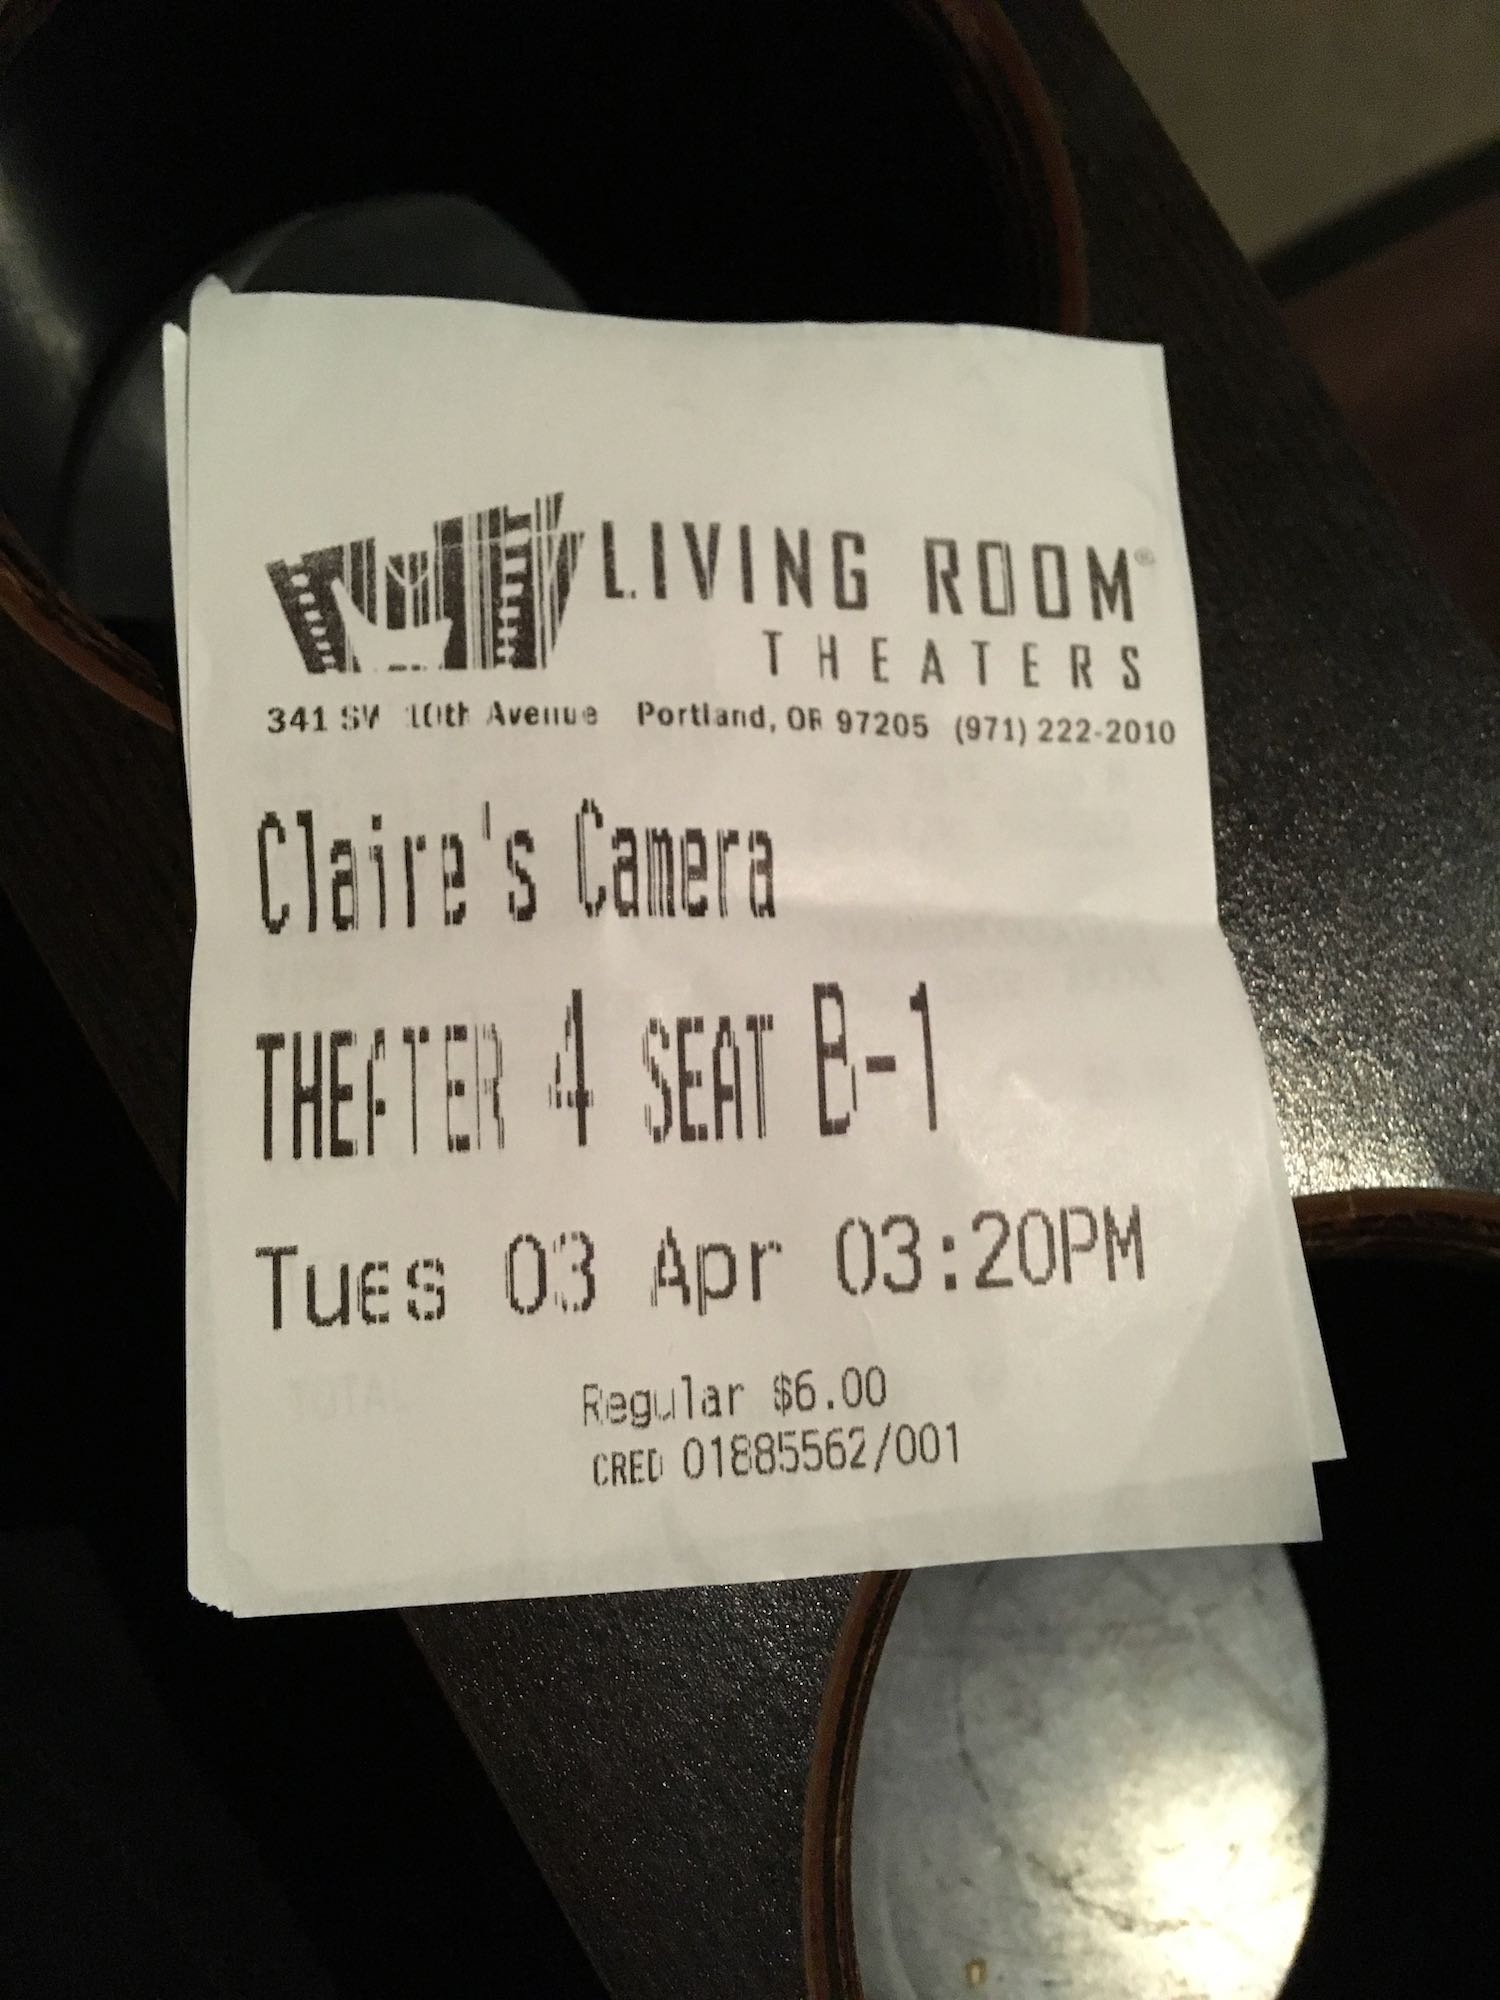 LIVING ROOM®
THEATERS
341 SW 10th Avenue Portland, OR 97205 (971) 222-2010
Claire's Camera
THEATER 4 SEAT B-1
Tues 03 Apr 03:20PM
Regular $6.00
CRED 01885562/001
TOTAL